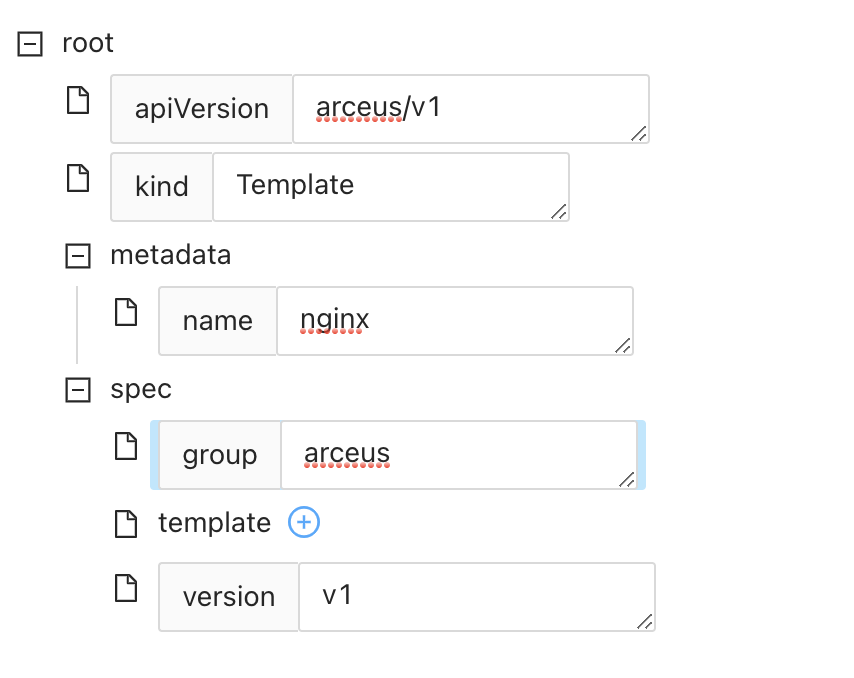 root
apiVersion arceus/v1
kind Template
metadata
name nginx
spec
group arceus
template
version v1